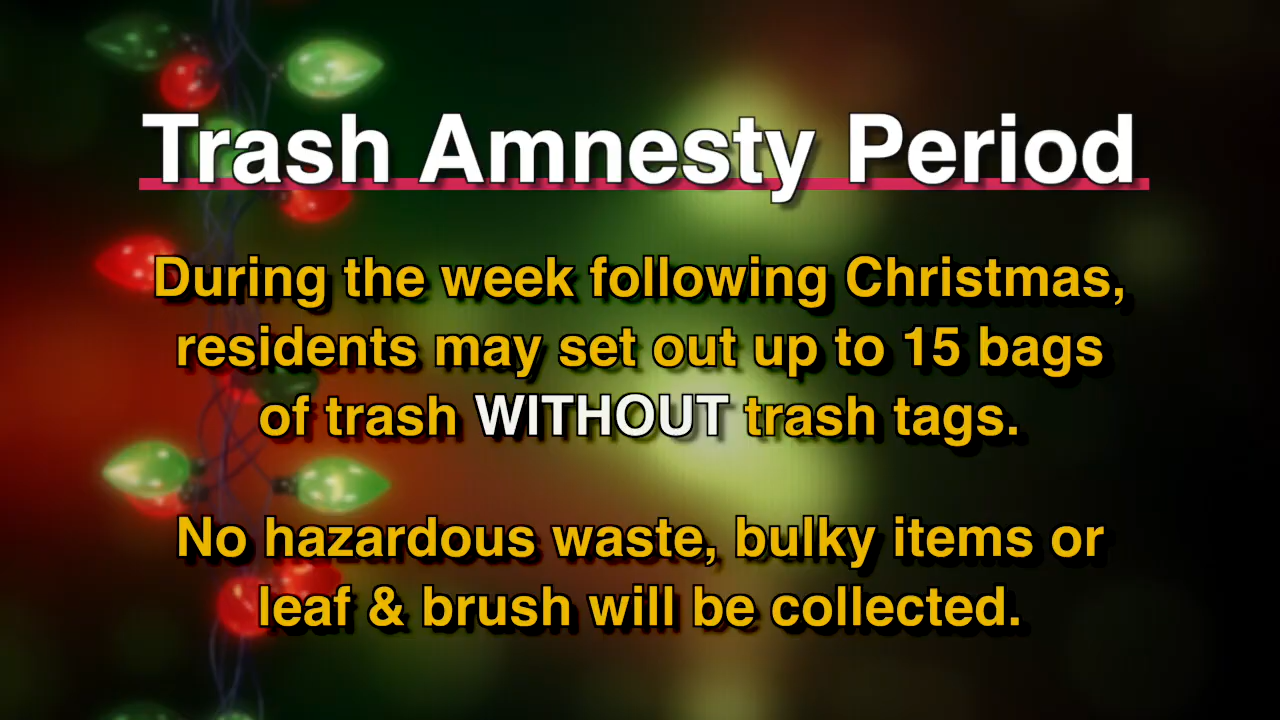 Trash Amnesty Period
During the week following Christmas,
residents may set out up to 15 bags
of trash WITHOUT trash tags.
No hazardous waste, bulky items or
leaf & brush will be collected.